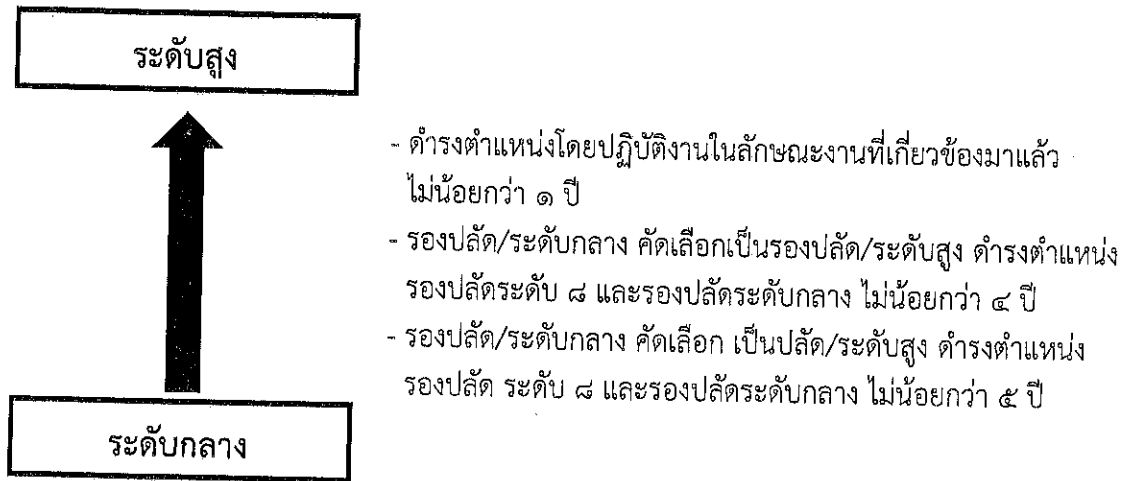 ระดับสูง
- ดำรงตำแหน่งโดยปฏิบัติงานในลักษณะงานที่เกี่ยวข้องมาแล้ว
ไม่น้อยกว่า ๑ ปี
- รองปลัด/ระดับกลาง คัดเลือกเป็นรองปลัด/ระดับสูง ดำรงตำแหน่ง
รองปลัดระดับ ๘ และรองปลัดระดับกลาง ไม่น้อยกว่า ๔ ปี
- รองปลัด/ระดับกลาง คัดเลือก เป็นปลัด/ระดับสูง ดำรงตำแหน่ง
รองปลัด ระดับ ๘ และรองปลัดระดับกลาง ไม่น้อยกว่า ๕ ปี
ระดับกลาง